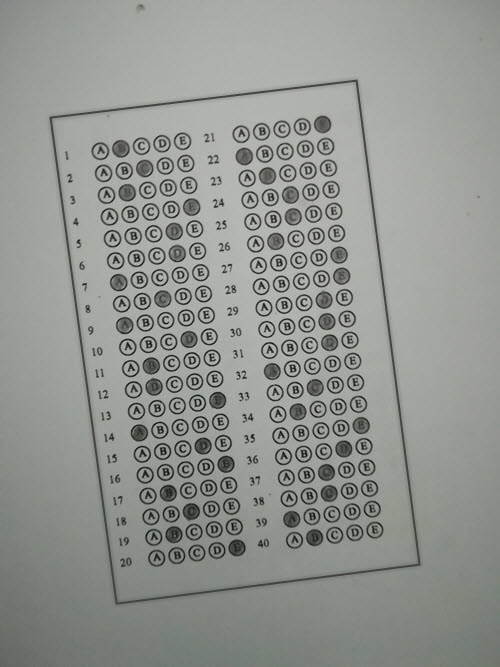 1 A B C D E 21 A B C D E
2 A B C D E 22 A B C D E
3 A B C D E 23 A B C D E
4 A B C D E 24 A B C D E
5 A B C D E 25 A B C D E
6 A B C D E 26 A B C D E
7 A B C D E 27 A B C D E
8 A B C D E 28 A B C D E
9 A B C D E 29 A B C D E
10 A B C D E 30 A B C D E
11 A B C D E 31 A B C D E
12 A B C D E 32 A B C D E
13 A B C D E 33 A B C D E
14 A B C D E 34 A B C D E
15 A B C D E 35 A B C D E
16 A B C D E 36 A B C D E
17 A B C D E 37 A B C D E
18 A B C D E 38 A B C D E
19 A B C D E 39 A B C D E
20 A B C D E 40 A B C D E